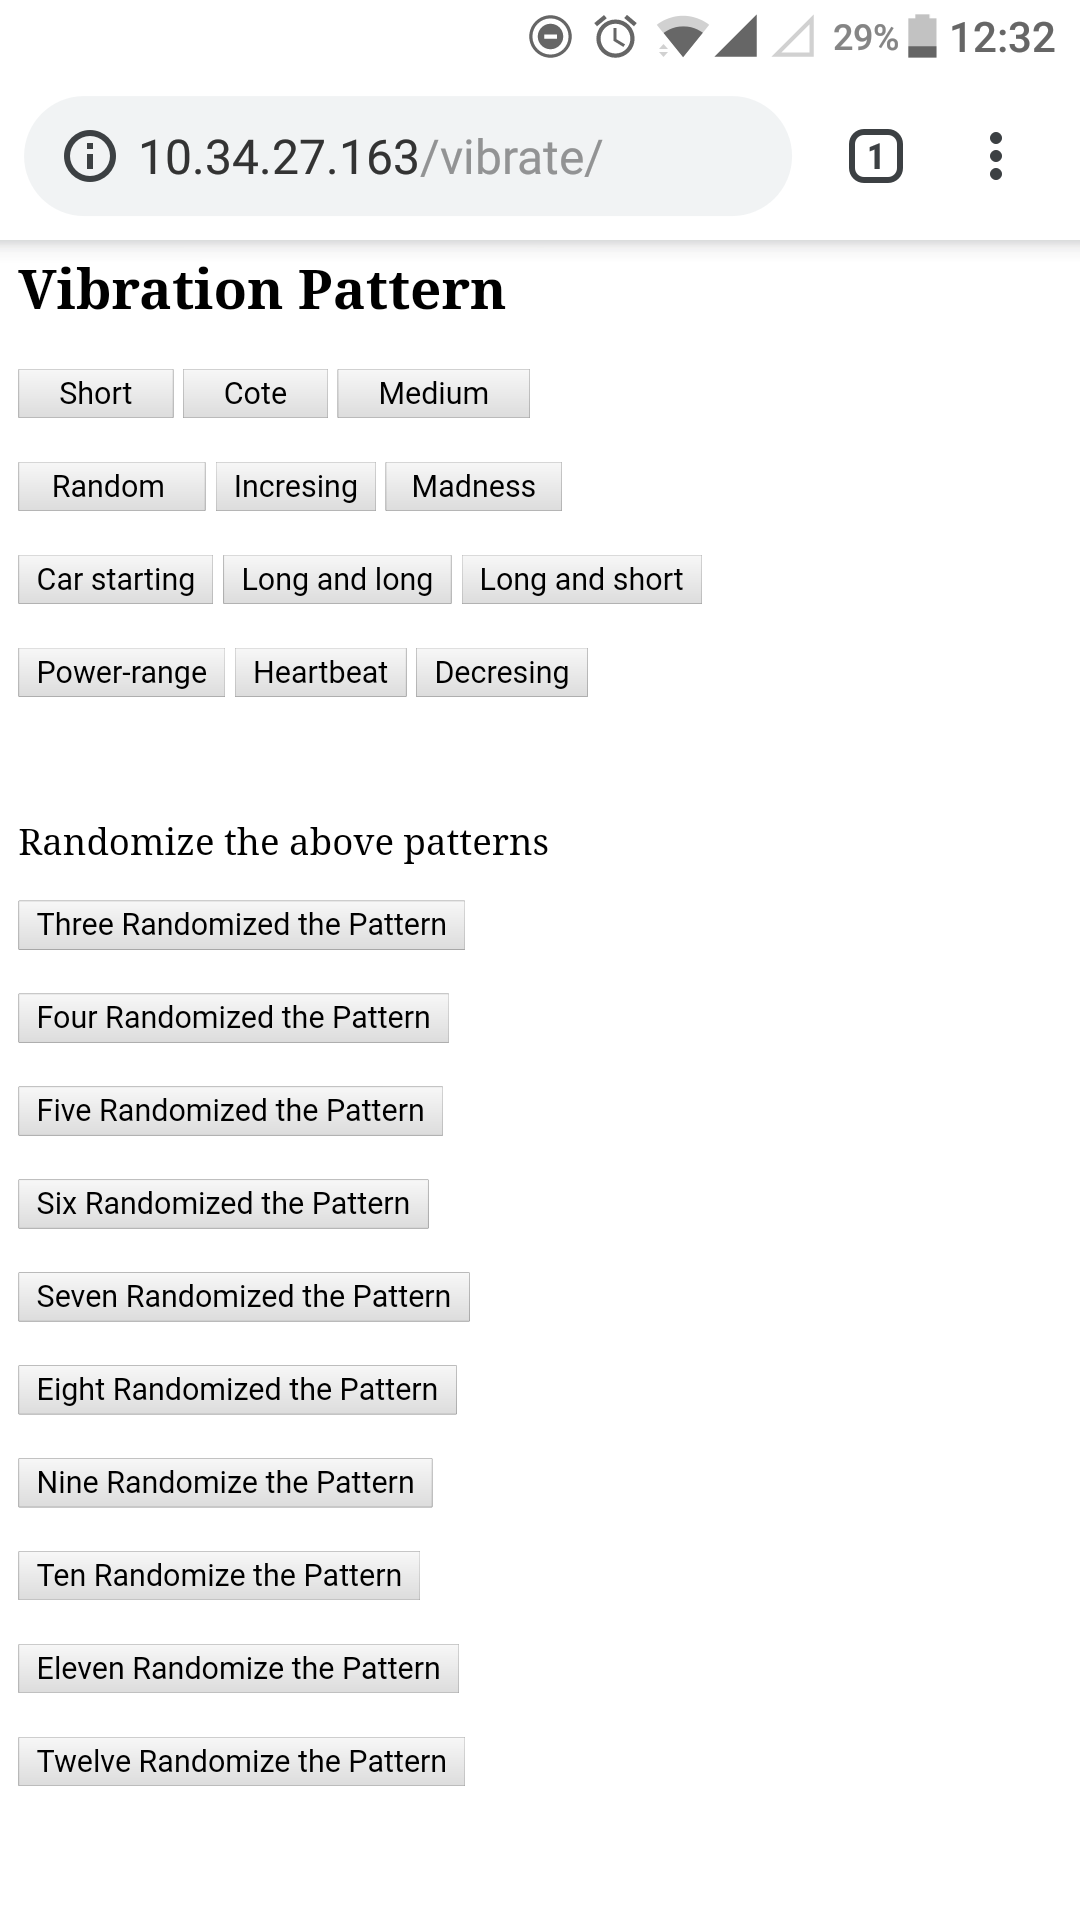 29% 12:32
10.34.27.163/vibrate/ 1
Vibration Pattern
Short Cote Medium
Random Incresing Madness
Car starting Long and long Long and short
Power-range Heartbeat Decresing
Randomize the above patterns
Three Randomized the Pattern
Four Randomized the Pattern
Five Randomized the Pattern
Six Randomized the Pattern
Seven Randomized the Pattern
Eight Randomized the Pattern
Nine Randomize the Pattern
Ten Randomize the Pattern
Eleven Randomize the Pattern
Twelve Randomize the Pattern